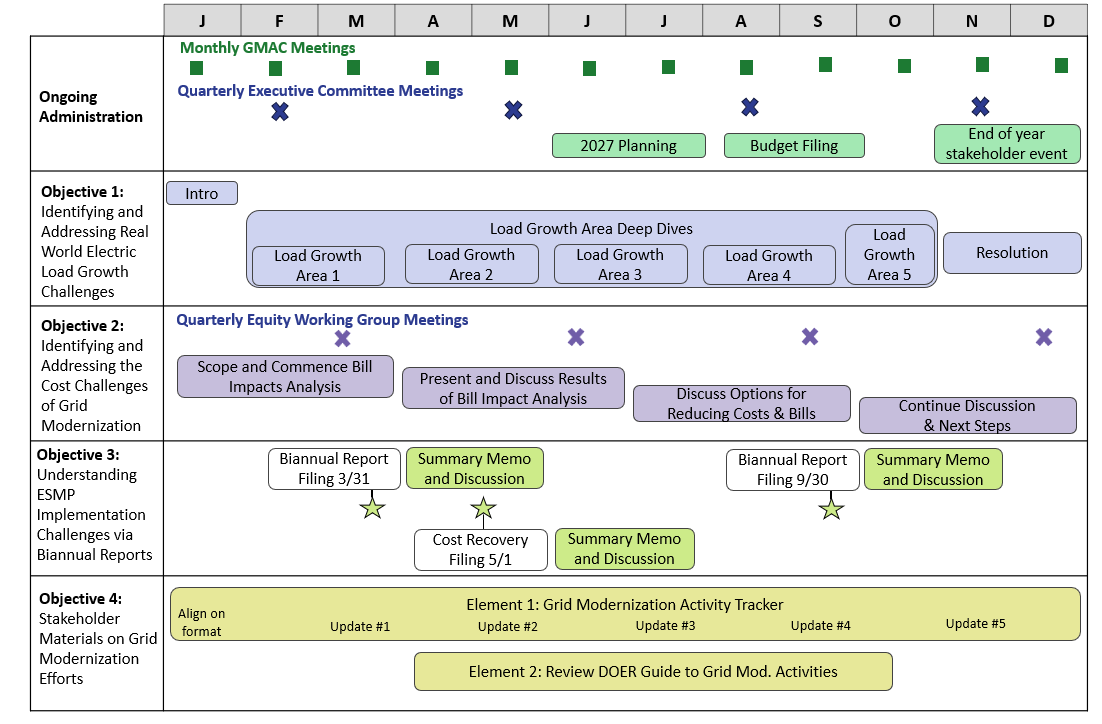 J F M A M J J A S O N D
Ongoing
Administration
Monthly GMAC Meetings
Quarterly Executive Committee Meetings
2027 Planning
Budget Filing
End of year
stakeholder event
Objective 1:
Identifying and
Addressing Real
World Electric
Load Growth
Challenges
Intro
Load Growth Area Deep Dives
Load Growth
Area 1
Load Growth
Area 2
Load Growth
Area 3
Load Growth
Area 4
Load
Growth
Area 5
Resolution
Objective 2:
Identifying and
Addressing the
Cost Challenges
of Grid
Modernization
Quarterly Equity Working Group Meetings
Scope and Commence Bill
Impacts Analysis
Present and Discuss Results
of Bill Impact Analysis
Discuss Options for
Reducing Costs & Bills
Continue Discussion
& Next Steps
Objective 3:
Understanding
ESMP
Implementation
Challenges via
Biannual Reports
Biannual Report
Filing 3/31
Summary Memo
and Discussion
Cost Recovery
Filing 5/1
Summary Memo
and Discussion
Biannual Report
Filing 9/30
Summary Memo
and Discussion
Objective 4:
Stakeholder
Materials on Grid
Modernization
Efforts
Element 1: Grid Modernization Activity Tracker
Align on
format
Update #1
Update #2
Update #3
Update #4
Update #5
Element 2: Review DOER Guide to Grid Mod. Activities